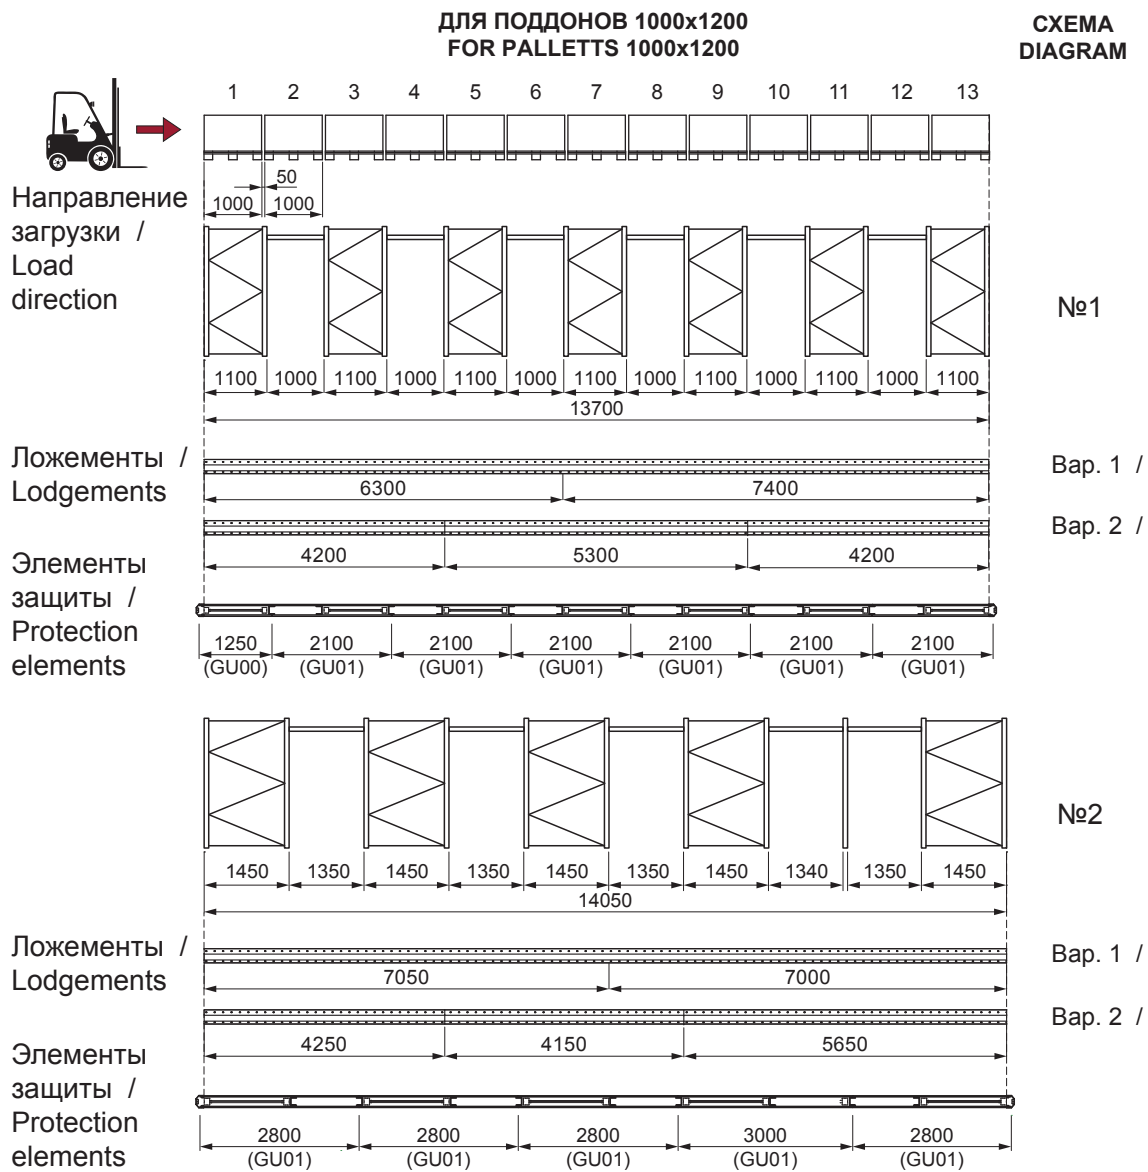 ДЛЯ ПОДДОНОВ 1000х1200
FOR PALLETTS 1000x1200
СХЕМА
DIAGRAM
1 2 3 4 5 6 7 8 9 10 11 12 13
Направление
загрузки /
Load
direction
50
1000 1000
№1
1100 1000 1100 1000 1100 1000 1100 1000 1100 1000 1100 1000 1100
13700
Ложементы /
Lodgements
Вар. 1 /
6300 7400
Вар. 2 /
4200 5300 4200
Элементы
защиты /
Protection
elements
1250 2100 2100 2100 2100 2100 2100
(GU00) (GU01) (GU01) (GU01) (GU01) (GU01) (GU01)
№2
1450 1350 1450 1350 1450 1350 1450 1340 1350 1450
14050
Ложементы /
Lodgements
Вар. 1 /
7050 7000
Вар. 2 /
4250 4150 5650
Элементы
защиты /
Protection
elements
2800 2800 2800 3000 2800
(GU01) (GU01) (GU01) (GU01) (GU01)